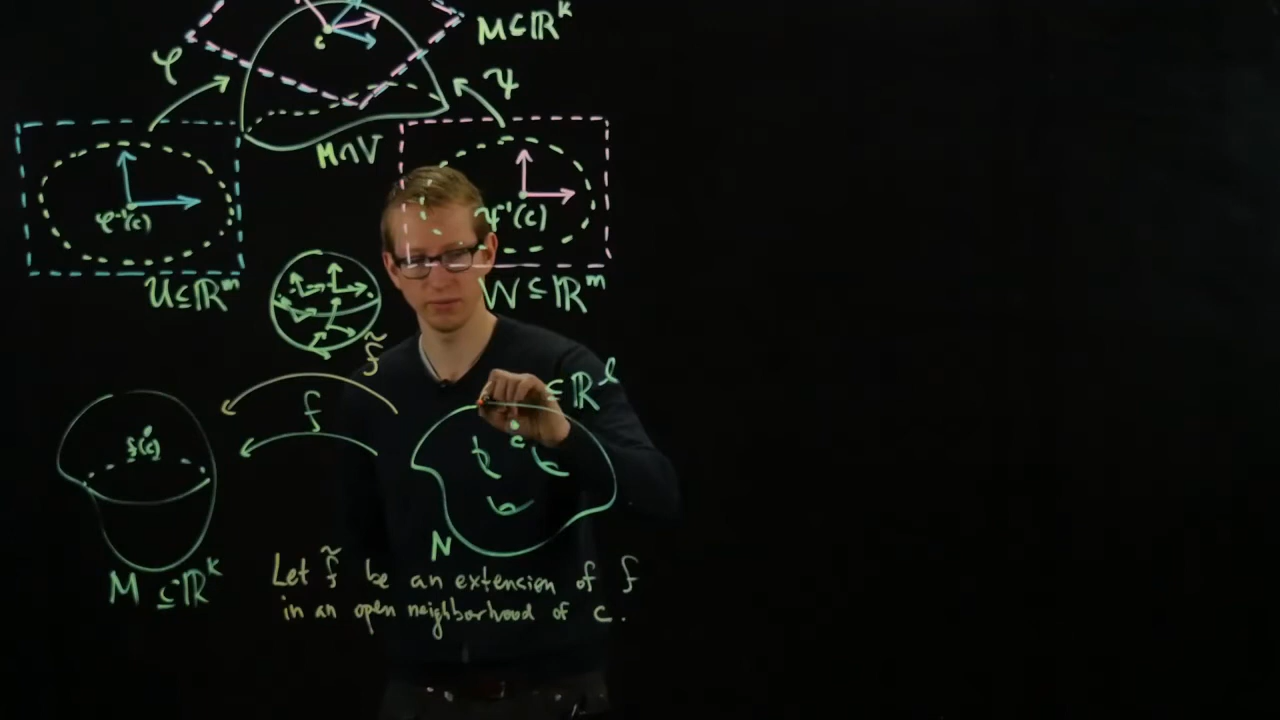 c
M⊆ℝᵏ
φ
ψ
M∩V
φ⁻¹(c)
ψ⁻¹(c)
U⊆ℝᵐ
W⊆ℝᵐ
f̃
f
⊆ℝˡ
f(c)
c
N
M⊆ℝᵏ
Let f̃ be an extension of f
in an open neighborhood of c.